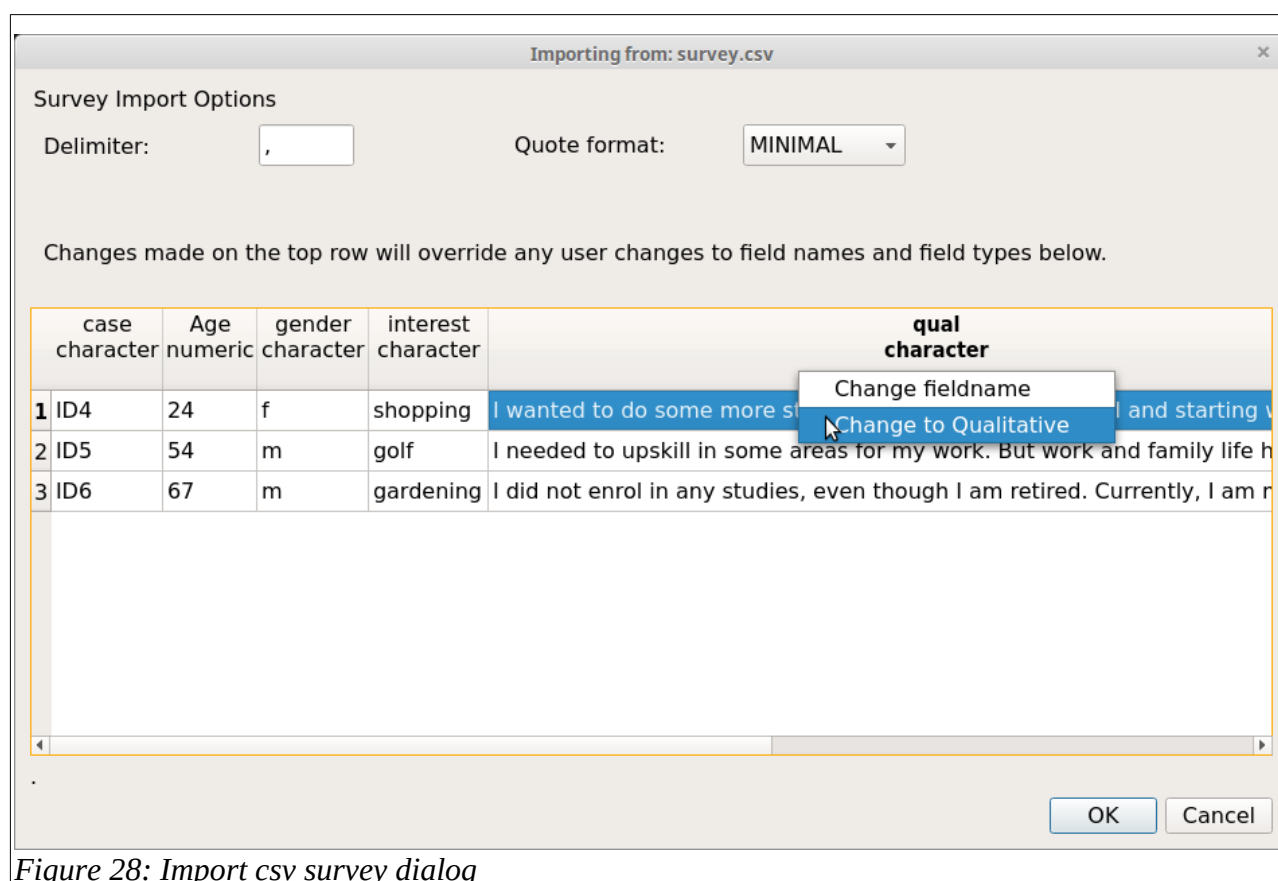 Importing from: survey.csv ×
Survey Import Options
Delimiter: , Quote format: MINIMAL
Changes made on the top row will override any user changes to field names and field types below.
case Age gender interest qual
character numeric character character character
Change fieldname
1 ID4 24 f shopping I wanted to do some more and starting
Change to Qualitative
2 ID5 54 m golf I needed to upskill in some areas for my work. But work and family life
3 ID6 67 m gardening I did not enrol in any studies, even though I am retired. Currently, I am
.
OK Cancel
Figure 28: Import csv survey dialog